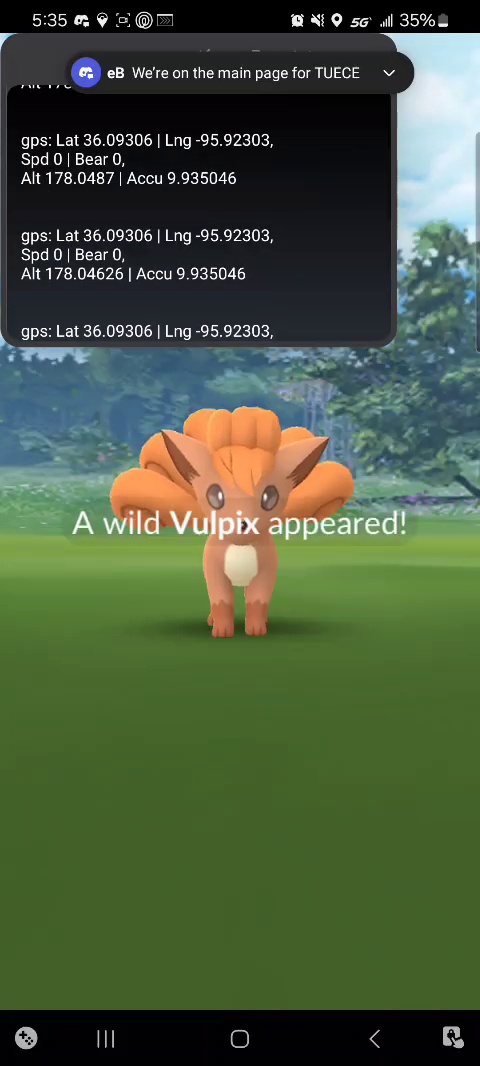 5:35
5G
35%
eB We're on the main page for TUECE
gps: Lat 36.09306 | Lng -95.92303,
Spd 0 | Bear 0,
Alt 178.0487 | Accu 9.935046
gps: Lat 36.09306 | Lng -95.92303,
Spd 0 | Bear 0,
Alt 178.04626 | Accu 9.935046
gps: Lat 36.09306 | Lng -95.92303,
A wild Vulpix appeared!